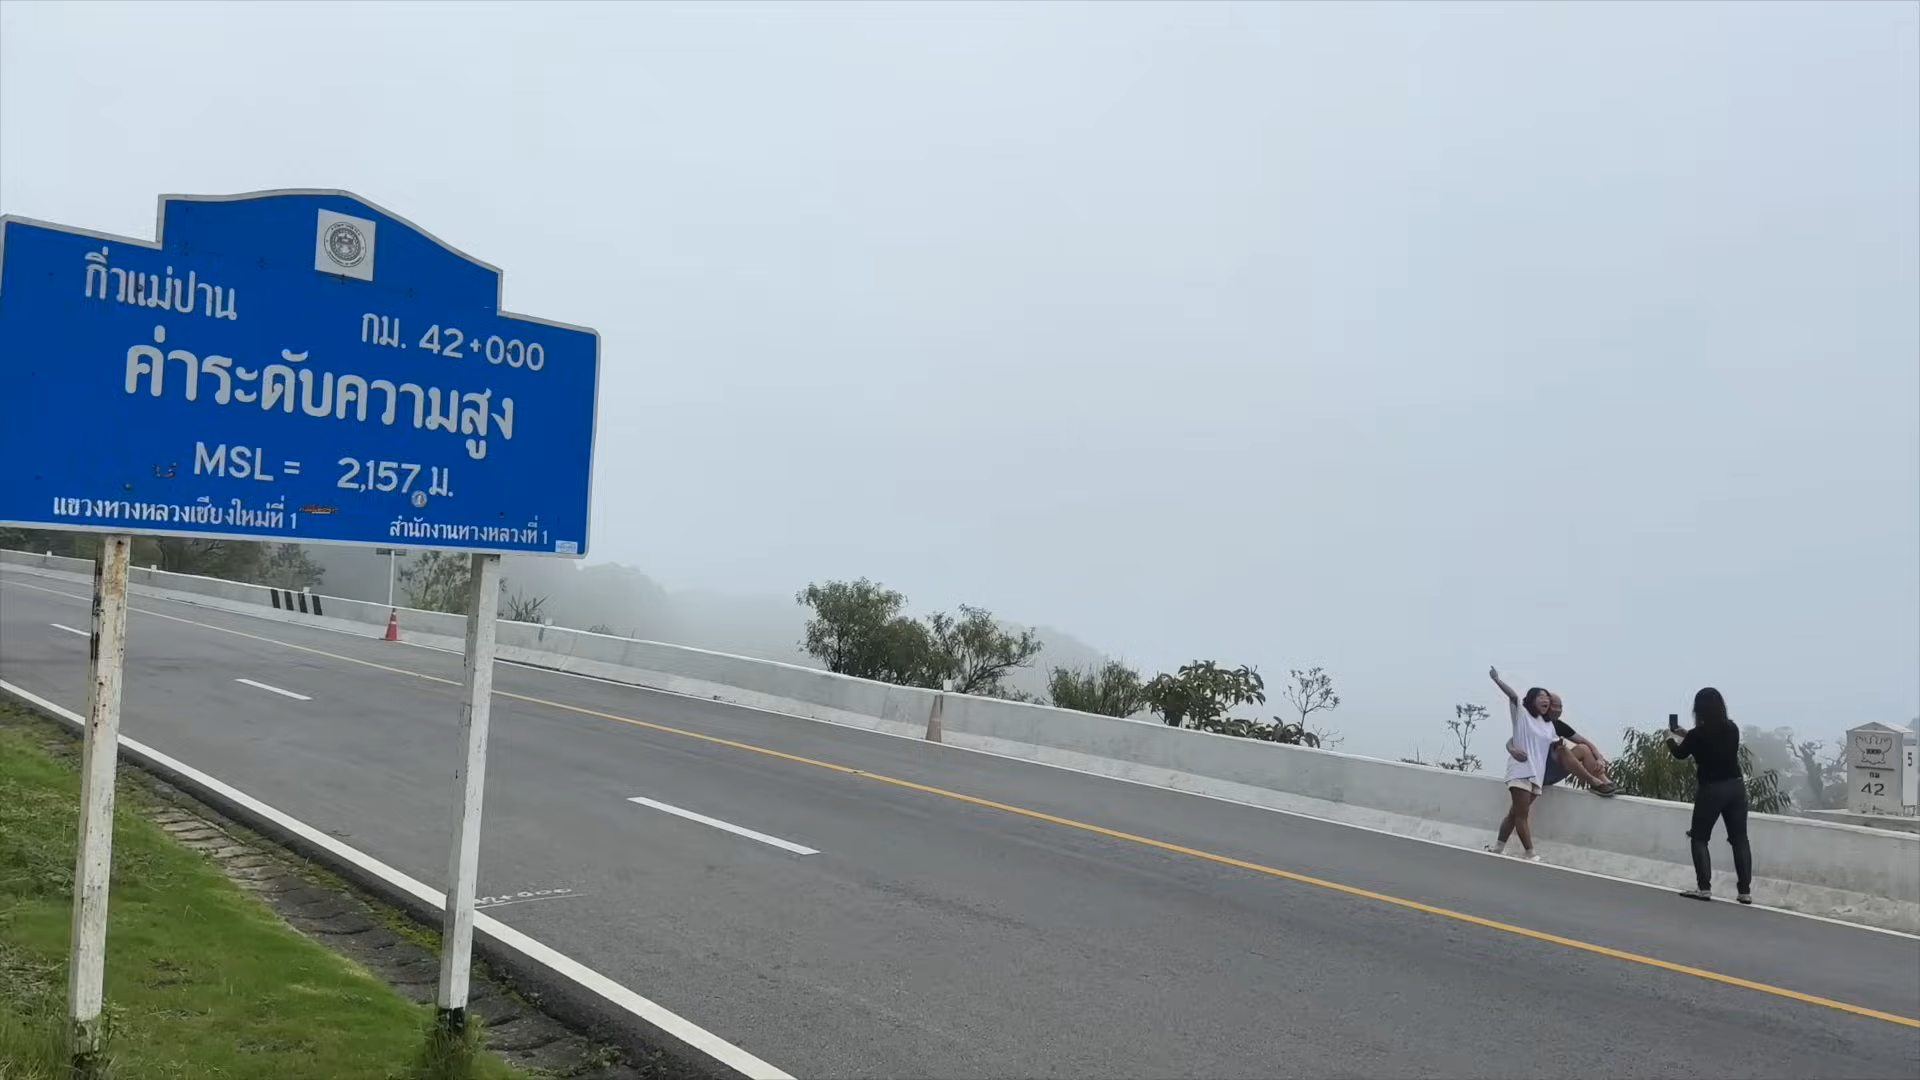 กิ่วแม่ปาน
กม. 42+000
ค่าระดับความสูง
MSL = 2,157 ม.
แขวงทางหลวงเชียงใหม่ที่ 1
สำนักงานทางหลวงที่ 1
กม
42
5